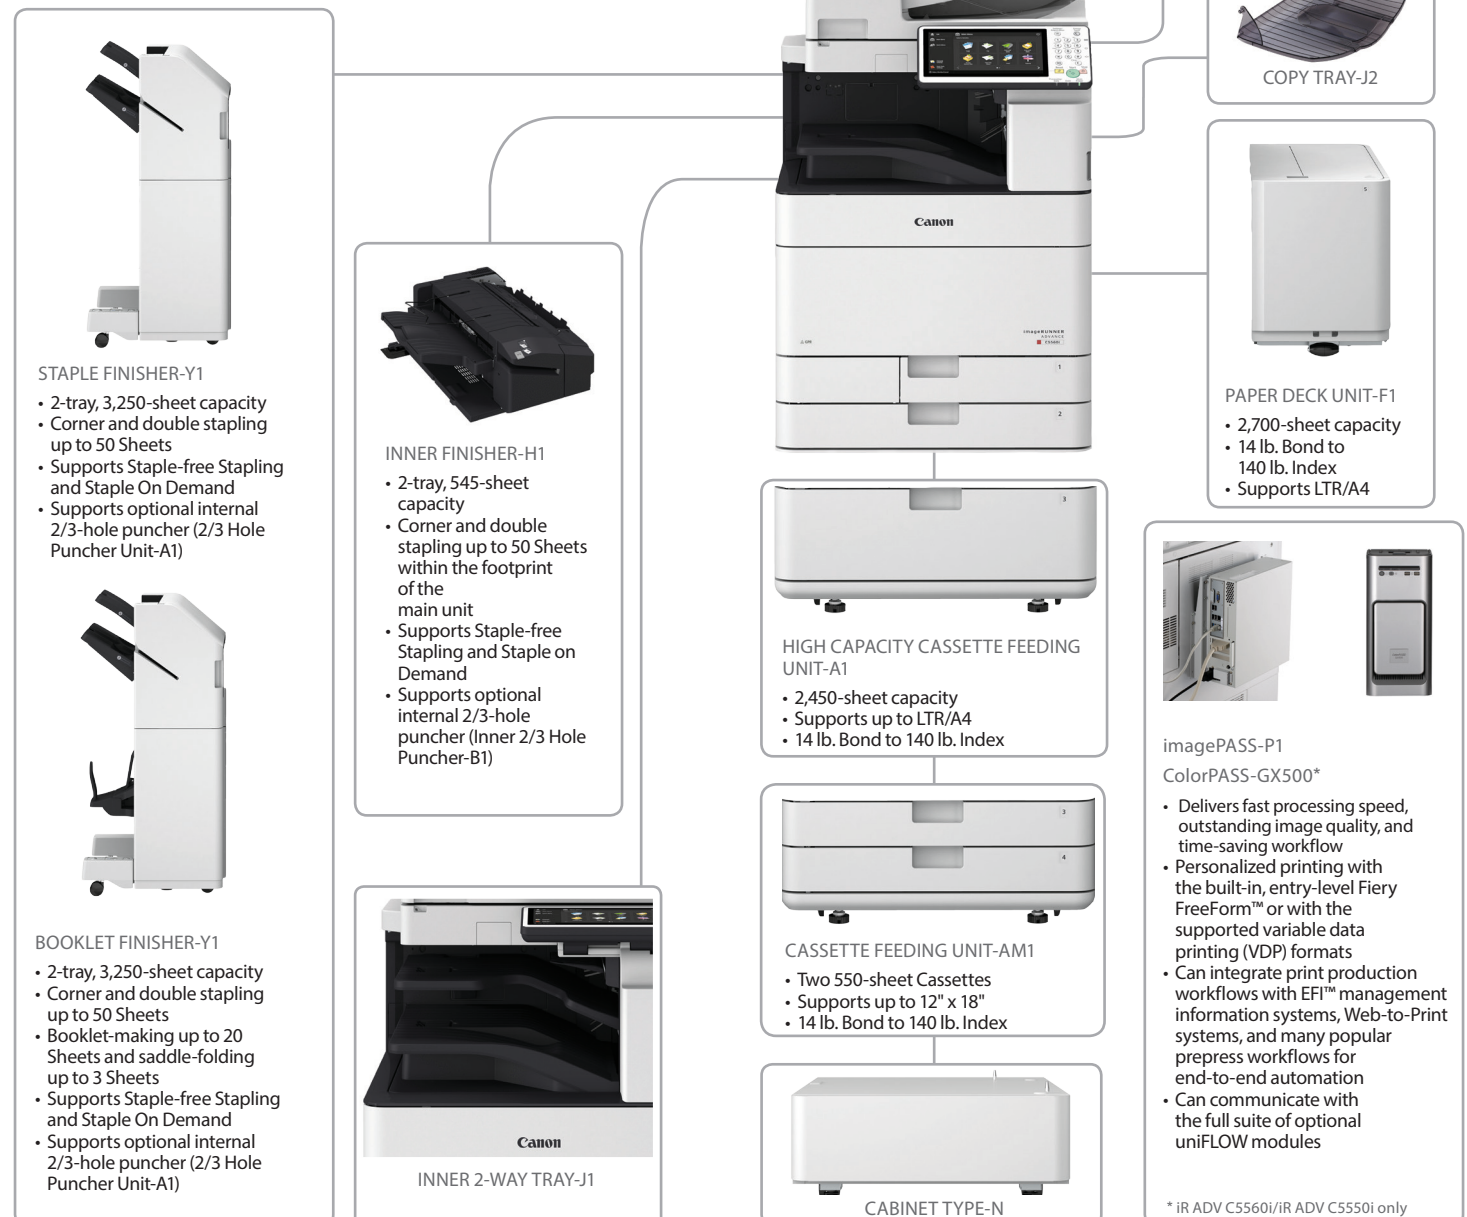 COPY TRAY-J2
Canon
imageRUNNER
ADVANCE
C5560i
1
2
STAPLE FINISHER-Y1
• 2-tray, 3,250-sheet capacity
• Corner and double stapling
up to 50 Sheets
• Supports Staple-free Stapling
and Staple On Demand
• Supports optional internal
2/3-hole puncher (2/3 Hole
Puncher Unit-A1)
BOOKLET FINISHER-Y1
• 2-tray, 3,250-sheet capacity
• Corner and double stapling
up to 50 Sheets
• Booklet-making up to 20
Sheets and saddle-folding
up to 3 Sheets
• Supports Staple-free Stapling
and Staple On Demand
• Supports optional internal
2/3-hole puncher (2/3 Hole
Puncher Unit-A1)
INNER FINISHER-H1
• 2-tray, 545-sheet
capacity
• Corner and double
stapling up to 50 Sheets
within the footprint
of the
main unit
• Supports Staple-free
Stapling and Staple on
Demand
• Supports optional
internal 2/3-hole
puncher (Inner 2/3 Hole
Puncher-B1)
Canon
INNER 2-WAY TRAY-J1
3
HIGH CAPACITY CASSETTE FEEDING
UNIT-A1
• 2,450-sheet capacity
• Supports up to LTR/A4
• 14 lb. Bond to 140 lb. Index
3
4
CASSETTE FEEDING UNIT-AM1
• Two 550-sheet Cassettes
• Supports up to 12" x 18"
• 14 lb. Bond to 140 lb. Index
CABINET TYPE-N
5
PAPER DECK UNIT-F1
• 2,700-sheet capacity
• 14 lb. Bond to
140 lb. Index
• Supports LTR/A4
imagePASS-P1
ColorPASS-GX500*
• Delivers fast processing speed,
outstanding image quality, and
time-saving workflow
• Personalized printing with
the built-in, entry-level Fiery
FreeForm™ or with the
supported variable data
printing (VDP) formats
• Can integrate print production
workflows with EFI™ management
information systems, Web-to-Print
systems, and many popular
prepress workflows for
end-to-end automation
• Can communicate with
the full suite of optional
uniFLOW modules
* iR ADV C5560i/iR ADV C5550i only